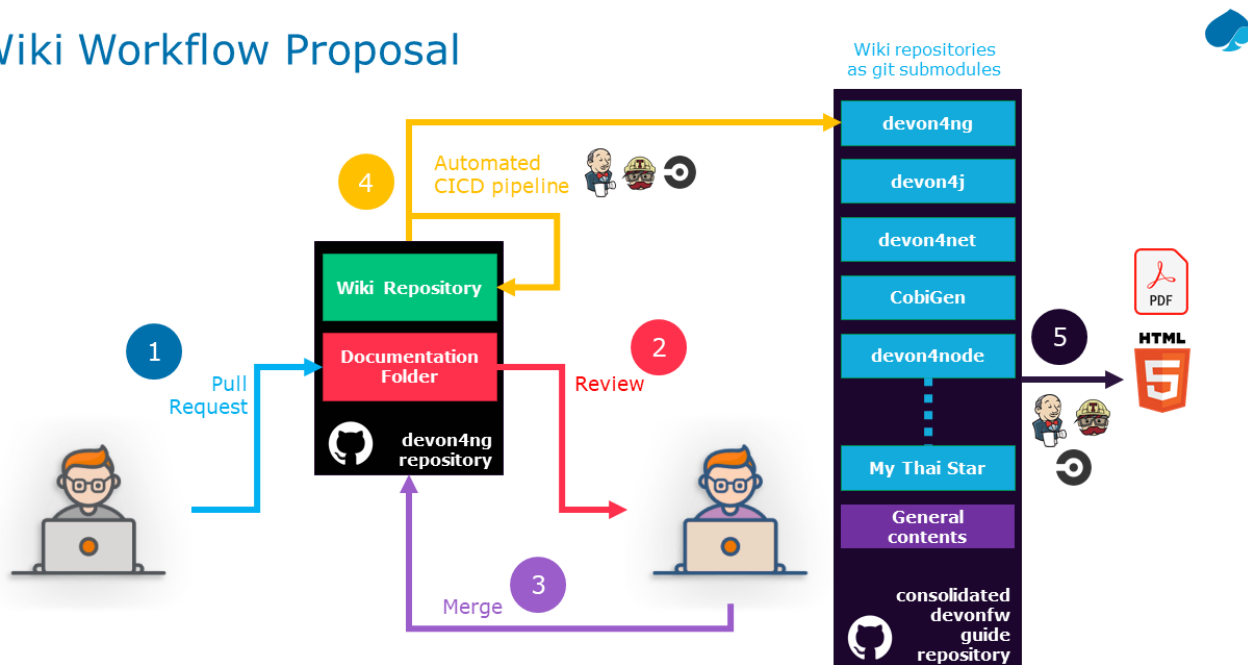 Wiki Workflow Proposal
Wiki repositories
as git submodules
4
Automated
CICD pipeline
devon4ng
devon4j
devon4net
CobiGen
devon4node
My Thai Star
General
contents
consolidated
devonfw
guide
repository
Wiki Repository
Documentation
Folder
devon4ng
repository
1
Pull
Request
2
Review
3
Merge
5
PDF
HTML
5